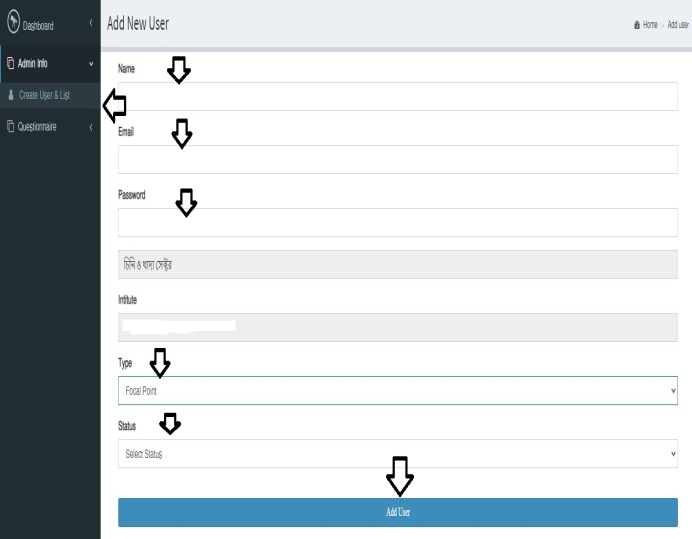 Dashboard
Add New User
Home > Add user
Admin Info
Create User & List
Questionnaire
Name
Email
Password
চিনি ও খাদ্য সেক্টর
Intitute
Type
Focal Point
Status
Select Status
Add User